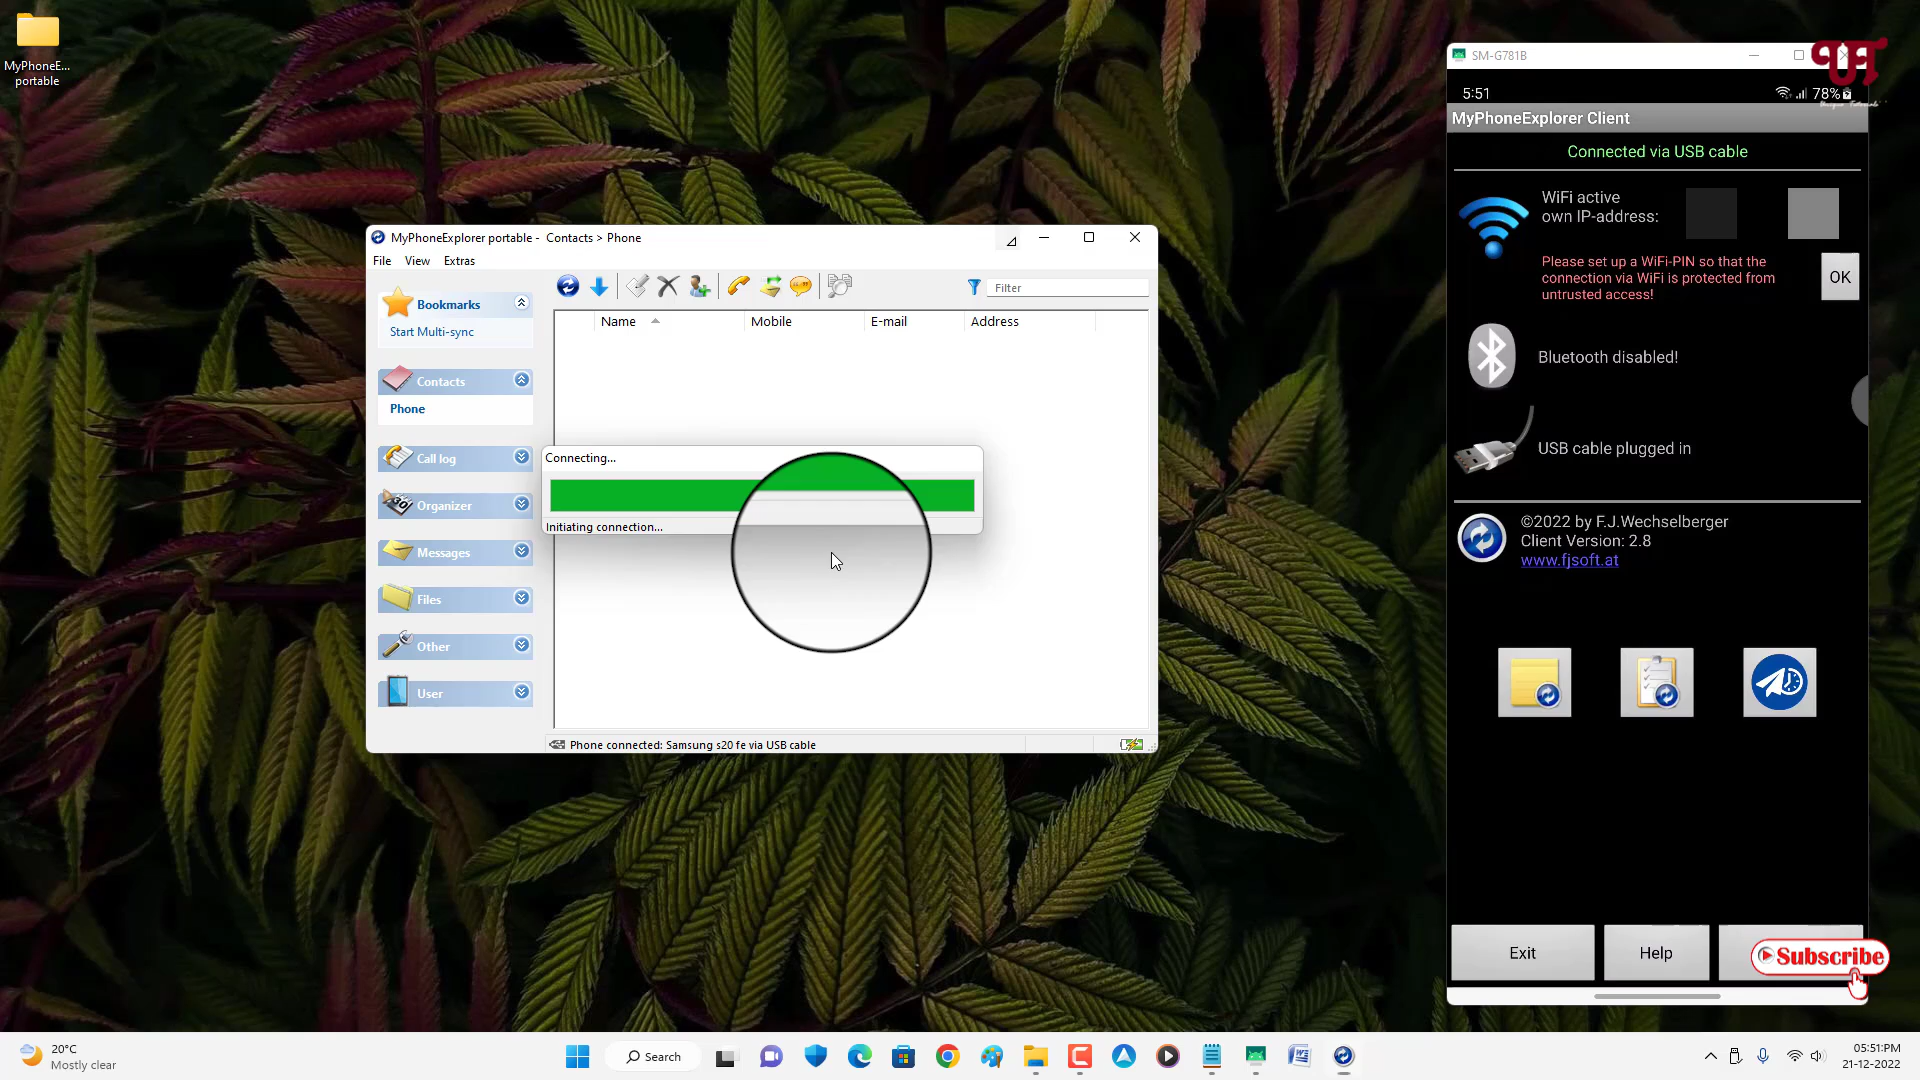 MyPhoneE...
portable
MyPhoneExplorer portable -  Contacts > Phone
File View Extras
Bookmarks
Start Multi-sync
Contacts
Phone
Call log
Organizer
Messages
Files
Other
User
Filter
Name Mobile E-mail Address
Connecting...
Initiating connection...
Phone connected: Samsung s20 fe via USB cable
SM-G781B
UT
5:51 78%
MyPhoneExplorer Client
Connected via USB cable
WiFi active
own IP-address:
Please set up a WiFi-PIN so that the
connection via WiFi is protected from
untrusted access!
OK
Bluetooth disabled!
USB cable plugged in
©2022 by F.J.Wechselberger
Client Version: 2.8
www.fjsoft.at
Exit Help
Subscribe
20°C
Mostly clear
Search
05:51:PM
21-12-2022